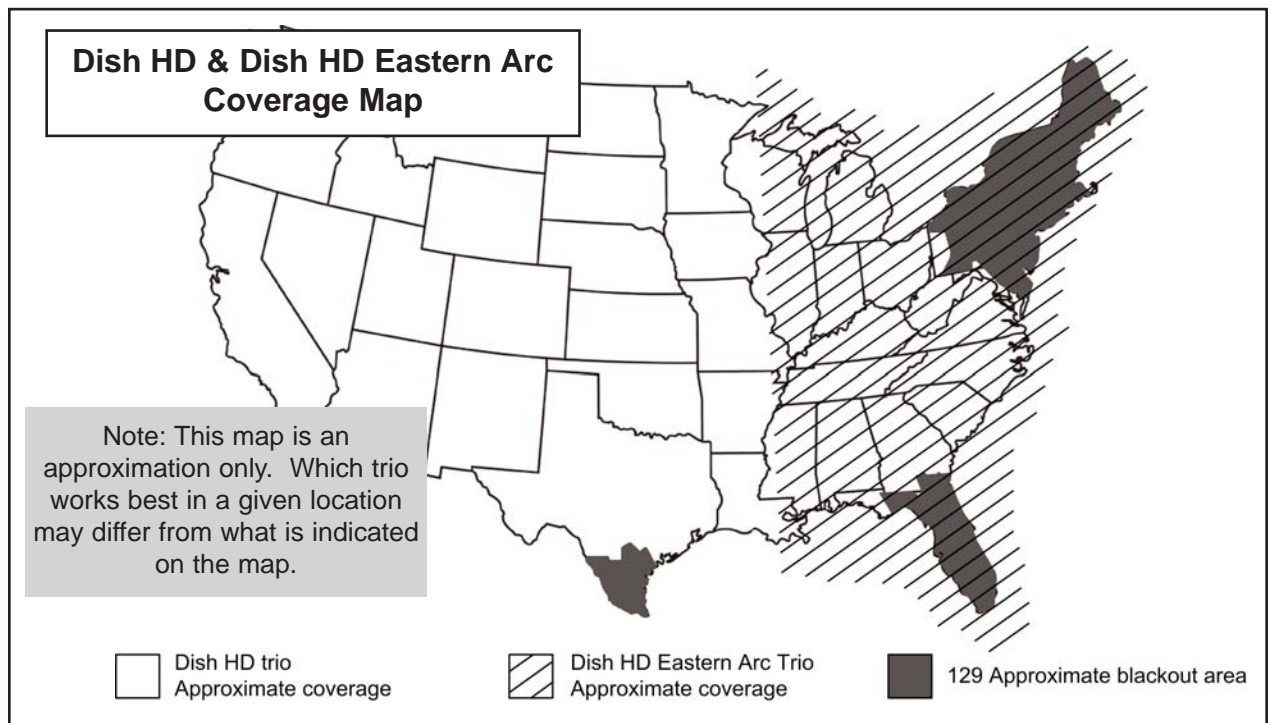 Dish HD & Dish HD Eastern Arc
Coverage Map
Note: This map is an
approximation only. Which trio
works best in a given location
may differ from what is indicated
on the map.
Dish HD trio
Approximate coverage
Dish HD Eastern Arc Trio
Approximate coverage
129 Approximate blackout area